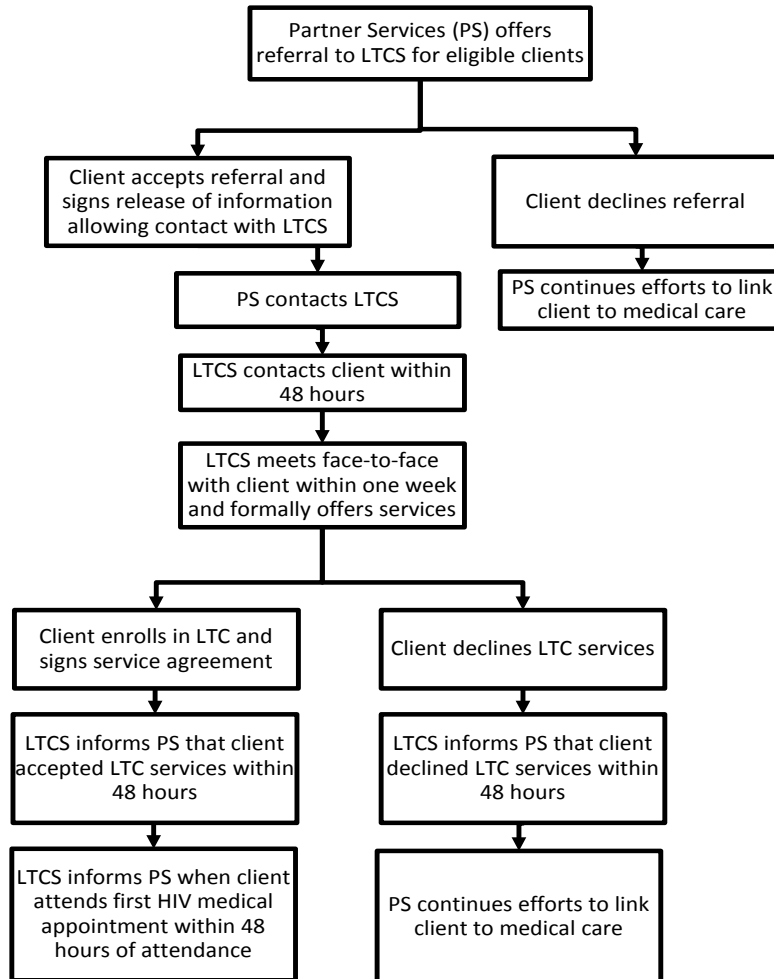 Partner Services (PS) offers
referral to LTCS for eligible clients
Client accepts referral and
signs release of information
allowing contact with LTCS
Client declines referral
PS contacts LTCS
PS continues efforts to link
client to medical care
LTCS contacts client within
48 hours
LTCS meets face-to-face
with client within one week
and formally offers services
Client enrolls in LTC and
signs service agreement
Client declines LTC services
LTCS informs PS that client
accepted LTC services within
48 hours
LTCS informs PS that client
declined LTC services within
48 hours
LTCS informs PS when client
attends first HIV medical
appointment within 48
hours of attendance
PS continues efforts to link
client to medical care